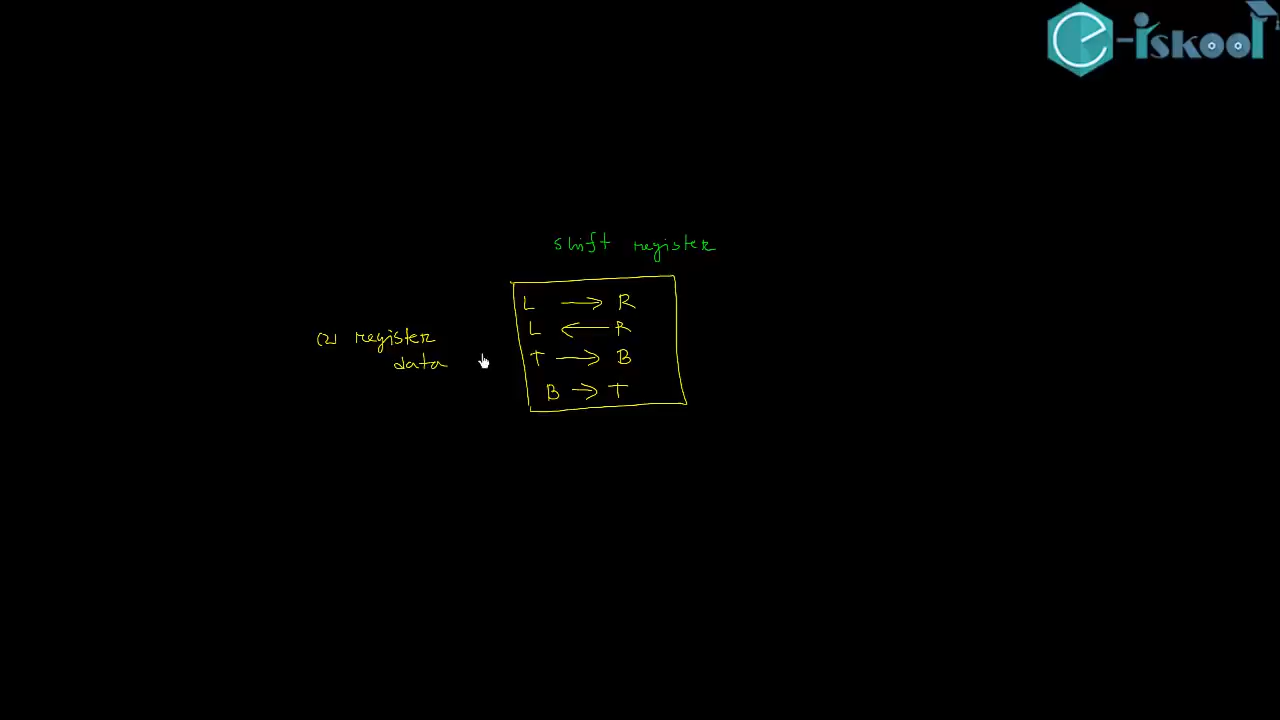 e-iskool
shift register
L → R
L ← R
(2) register
data
T → B
B → T